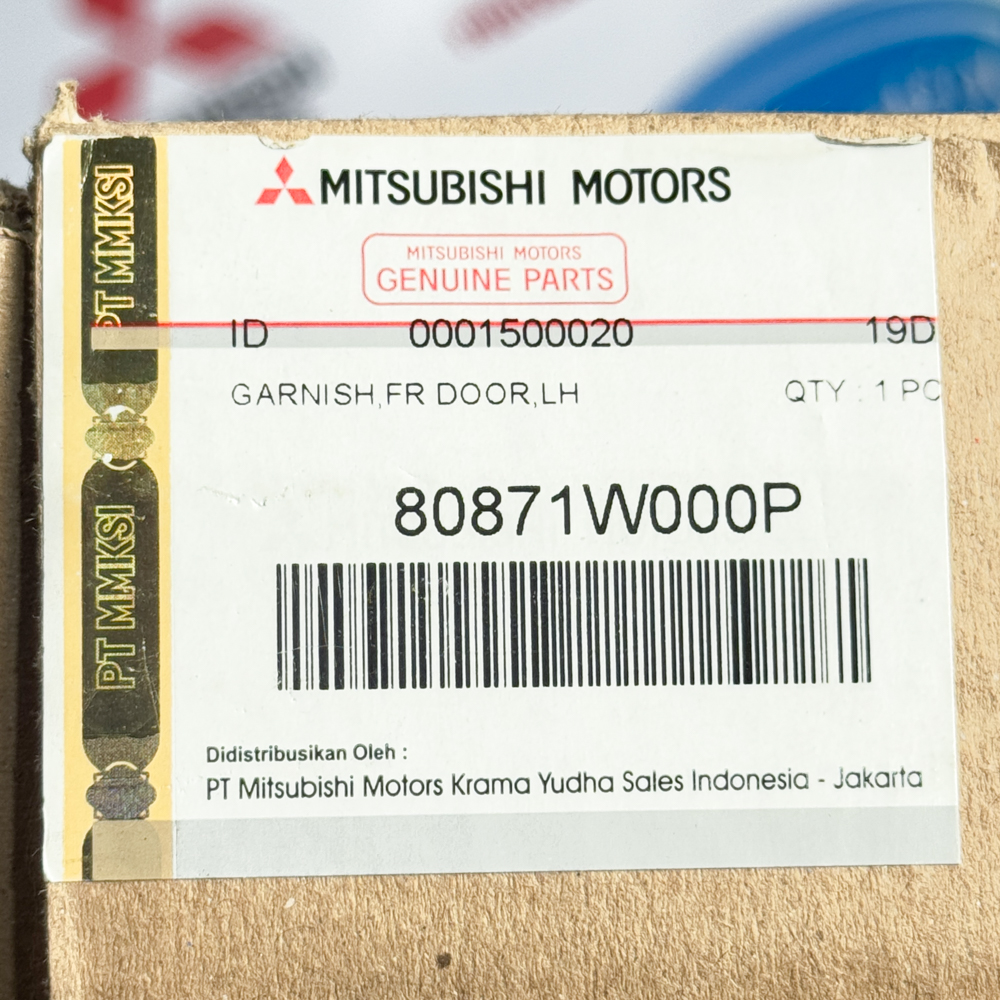 MITSUBISHI MOTORS
MITSUBISHI MOTORS
GENUINE PARTS
ID 0001500020 19D
GARNISH,FR DOOR,LH QTY : 1 PC
80871W000P
Didistribusikan Oleh :
PT Mitsubishi Motors Krama Yudha Sales Indonesia - Jakarta
PT MMKSI
PT MMKSI